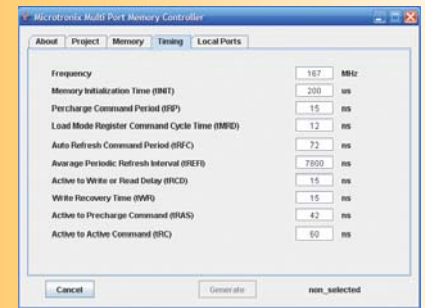 Microtronix Multi Port Memory Controller
About Project Memory Timing Local Ports
Frequency 167 MHz
Memory Initialization Time (tINIT) 200 us
Percharge Command Period (tRP) 15 ns
Load Mode Register Command Cycle Time (tMRD) 12 ns
Auto Refresh Command Period (tRFC) 72 ns
Avarage Periodic Refresh Interval (tREFI) 7800 ns
Active to Write or Read Delay (tRCD) 15 ns
Write Recovery Time (tWR) 15 ns
Active to Precharge Command (tRAS) 42 ns
Active to Active Command (tRC) 60 ns
Cancel Generate non_selected